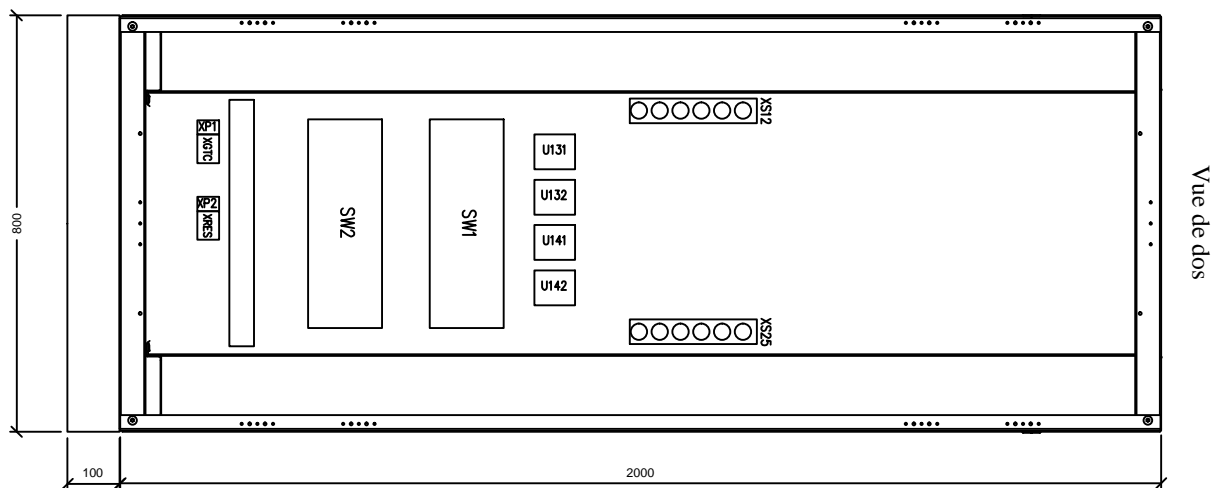 XS12
XP1
XGTC
U131
U132
XP2
XRES
SW2
SW1
U141
U142
XS25
Vue de dos
800
100
2000